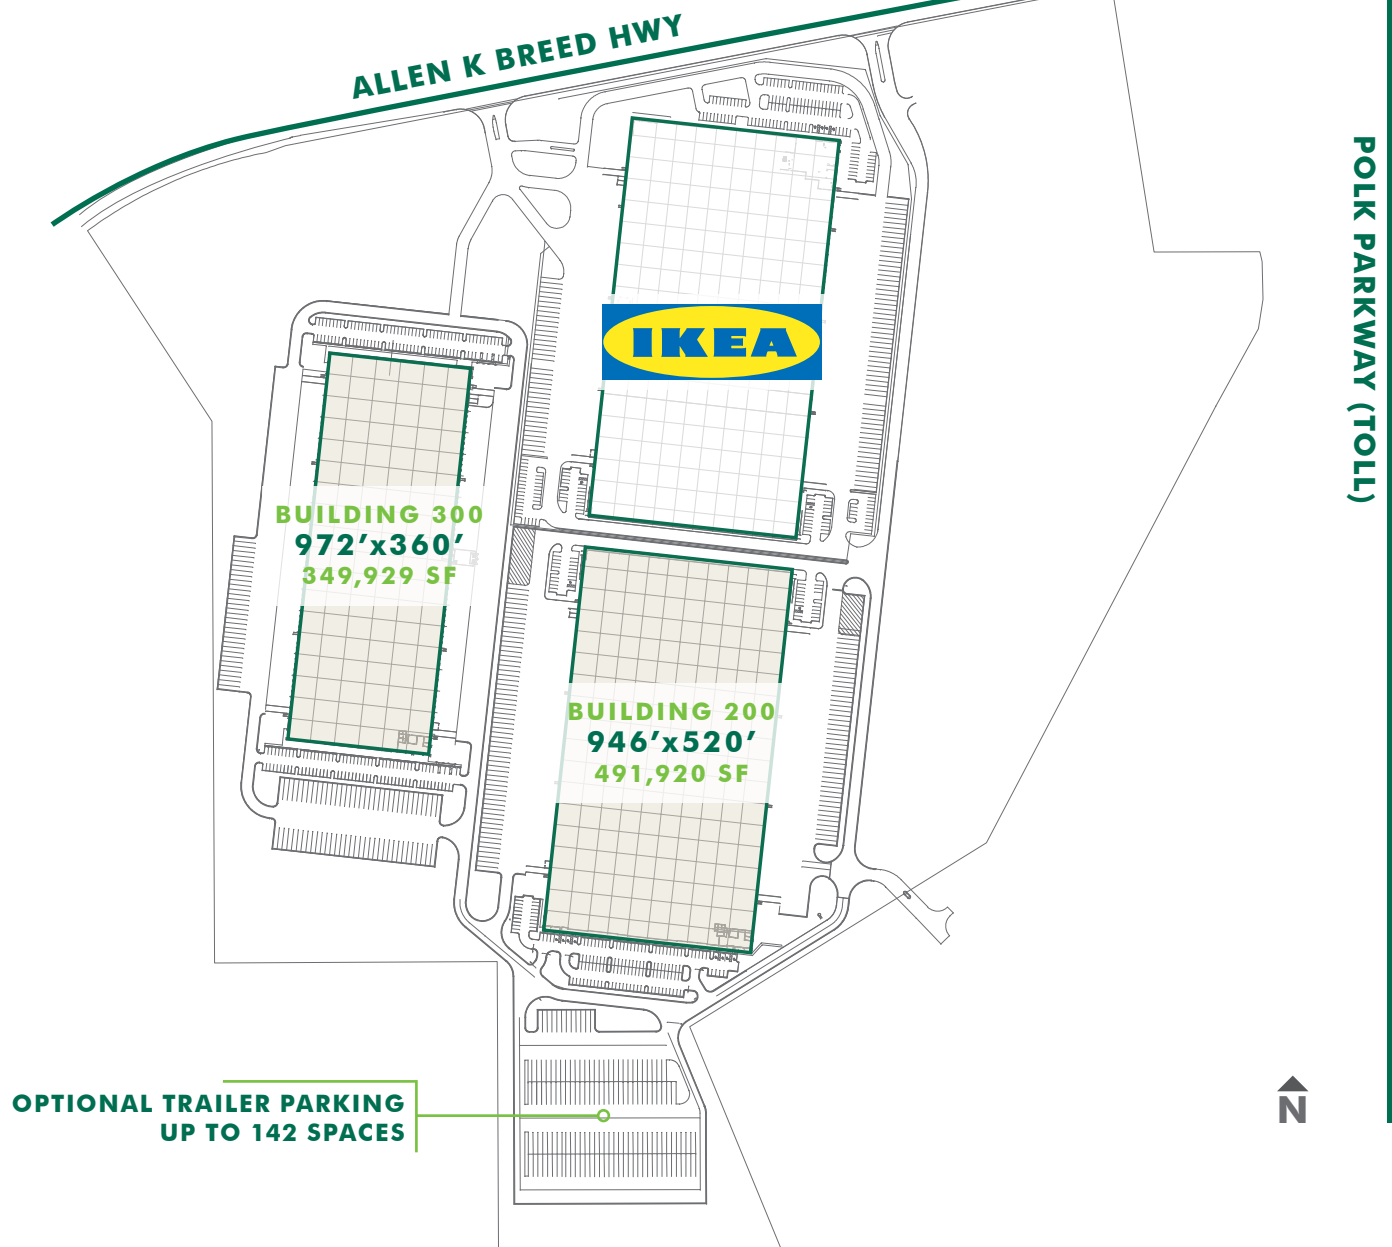 ALLEN K BREED HWY
POLK PARKWAY (TOLL)
IKEA
BUILDING 300
972’x360’
349,929 SF
BUILDING 200
946’x520’
491,920 SF
OPTIONAL TRAILER PARKING
UP TO 142 SPACES
N